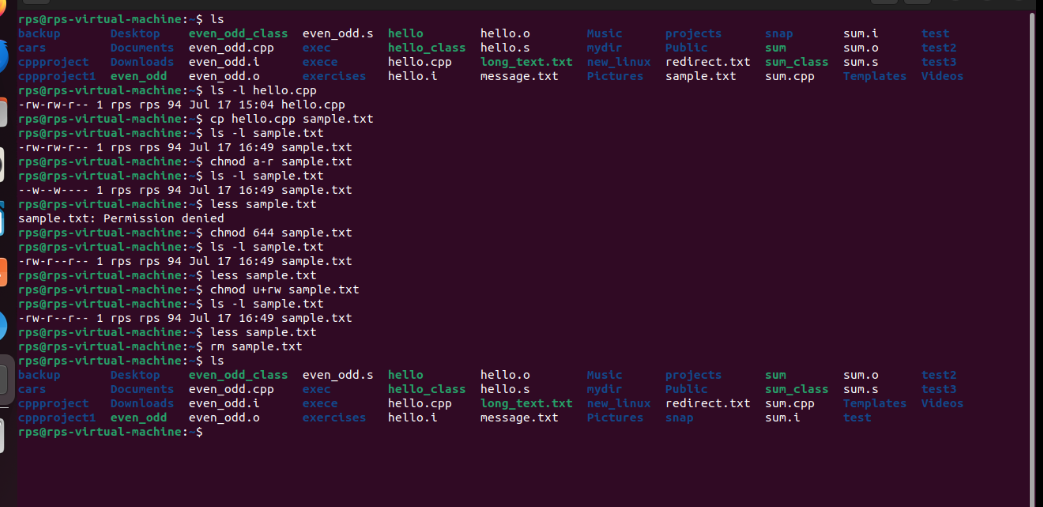 rps@rps-virtual-machine:~$ ls
backup Desktop even_odd_class even_odd.s hello hello.o Music projects snap sum.i test
cars Documents even_odd.cpp exec hello_class hello.s mydir Public sum sum.o test2
cppproject Downloads even_odd.i exece hello.cpp long_text.txt new_linux redirect.txt sum_class sum.s test3
cppproject1 even_odd even_odd.o exercises hello.i message.txt Pictures sample.txt sum.cpp Templates Videos
rps@rps-virtual-machine:~$ ls -l hello.cpp
-rw-rw-r-- 1 rps rps 94 Jul 17 15:04 hello.cpp
rps@rps-virtual-machine:~$ cp hello.cpp sample.txt
rps@rps-virtual-machine:~$ ls -l sample.txt
-rw-rw-r-- 1 rps rps 94 Jul 17 16:49 sample.txt
rps@rps-virtual-machine:~$ chmod a-r sample.txt
rps@rps-virtual-machine:~$ ls -l sample.txt
--w--w---- 1 rps rps 94 Jul 17 16:49 sample.txt
rps@rps-virtual-machine:~$ less sample.txt
sample.txt: Permission denied
rps@rps-virtual-machine:~$ chmod 644 sample.txt
rps@rps-virtual-machine:~$ ls -l sample.txt
-rw-r--r-- 1 rps rps 94 Jul 17 16:49 sample.txt
rps@rps-virtual-machine:~$ less sample.txt
rps@rps-virtual-machine:~$ chmod u+rw sample.txt
rps@rps-virtual-machine:~$ ls -l sample.txt
-rw-r--r-- 1 rps rps 94 Jul 17 16:49 sample.txt
rps@rps-virtual-machine:~$ less sample.txt
rps@rps-virtual-machine:~$ rm sample.txt
rps@rps-virtual-machine:~$ ls
backup Desktop even_odd_class even_odd.s hello hello.o Music projects sum sum.o test2
cars Documents even_odd.cpp exec hello_class hello.s mydir Public sum_class sum.s test3
cppproject Downloads even_odd.i exece hello.cpp long_text.txt new_linux redirect.txt sum.cpp Templates Videos
cppproject1 even_odd even_odd.o exercises hello.i message.txt Pictures snap sum.i test
rps@rps-virtual-machine:~$